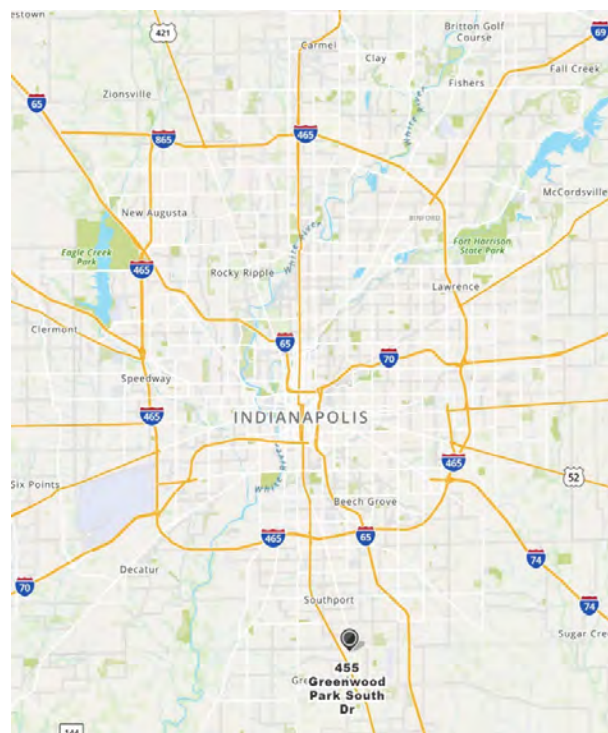 estown
421
Britton Golf
Course
69
Carmel
Clay
Fall Creek
Fishers
Zionsville
65
White River
865
465
McCordsville
New Augusta
BINFORD
White River
Fort Harrison
State Park
Eagle Creek
Park
465
Rocky Ripple
Lawrence
Clermont
65
70
Speedway
465
INDIANAPOLIS
465
52
Six Points
White R
Beech Grove
465
65
74
Decatur
70
Southport
74
Sugar Cre
455
Greenwood
Gre
Park South
Dr
144